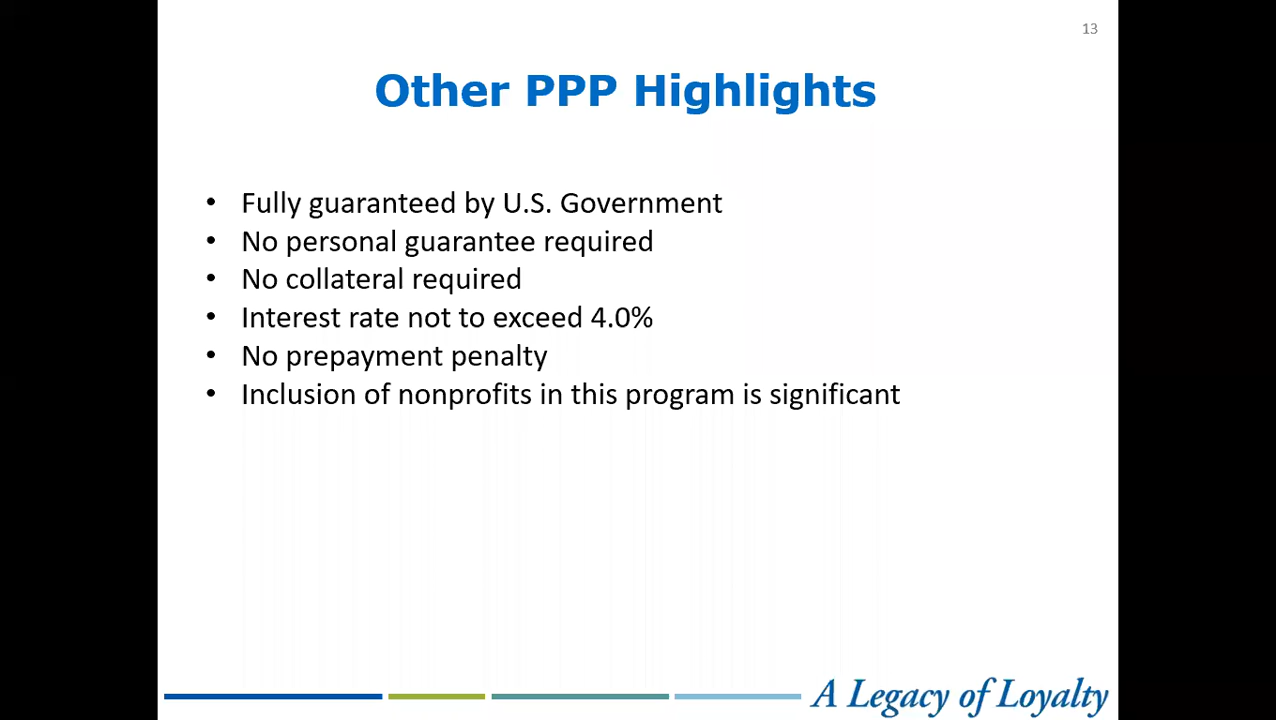 13
Other PPP Highlights
• Fully guaranteed by U.S. Government
• No personal guarantee required
• No collateral required
• Interest rate not to exceed 4.0%
• No prepayment penalty
• Inclusion of nonprofits in this program is significant
A Legacy of Loyalty